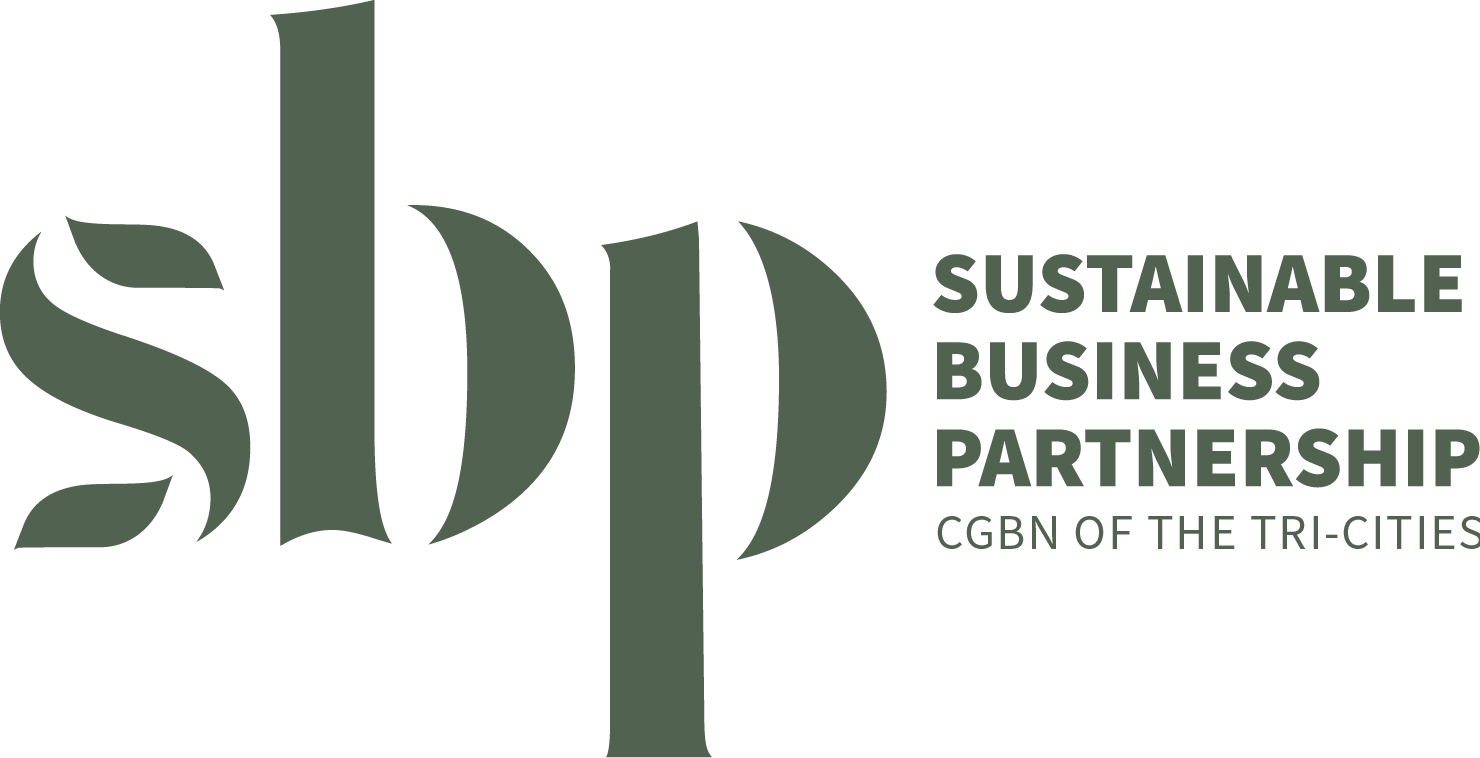 sbp
SUSTAINABLE
BUSINESS
PARTNERSHIP
CGBN OF THE TRI-CITIES